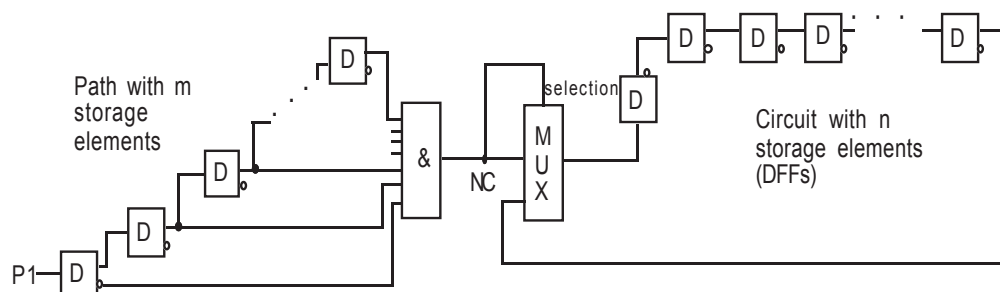 D D D D
D
Path with m
storage
elements
selection
D
M
U
X
Circuit with n
storage elements
(DFFs)
&
D
NC
D
P1
D